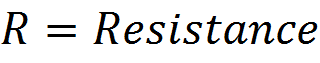 R = Resistance